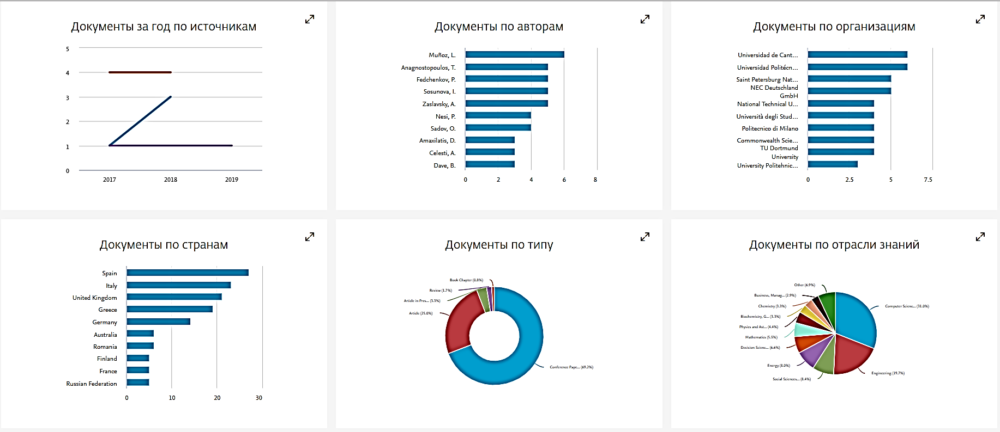 Документы за год по источникам
5
4
3
2
1
0
2017 2018 2019
Документы по авторам
Muñoz, L.
Anagnostopoulos, T.
Fedchenkov, P.
Sosunova, I.
Zaslavsky, A.
Nesi, P.
Sadov, O.
Amaxilatis, D.
Celesti, A.
Dave, B.
0 2 4 6 8
Документы по организациям
Universidad de Cant...
Universidad Politécn...
Saint Petersburg Nat...
NEC Deutschland
GmbH
National Technical U...
Università degli Stud...
Politecnico di Milano
Commonwealth Scie...
TU Dortmund
University
University Politehnic...
0 2.5 5 7.5
Документы по странам
Spain
Italy
United Kingdom
Greece
Germany
Australia
Romania
Finland
France
Russian Federation
0 10 20 30
Документы по типу
Book Chapter (0.8%)
Review (1.7%)
Article in Pres... (3.3%)
Article (25.0%)
Conference Pape... (69.2%)
Документы по отрасли знаний
Other (6.9%)
Business, Manag... (2.9%)
Chemistry (3.3%)
Biochemistry, G... (3.3%)
Physics and Ast... (4.4%)
Mathematics (5.5%)
Decision Scienc... (6.6%)
Energy (8.0%)
Social Sciences... (8.4%)
Computer Scienc... (31.0%)
Engineering (19.7%)